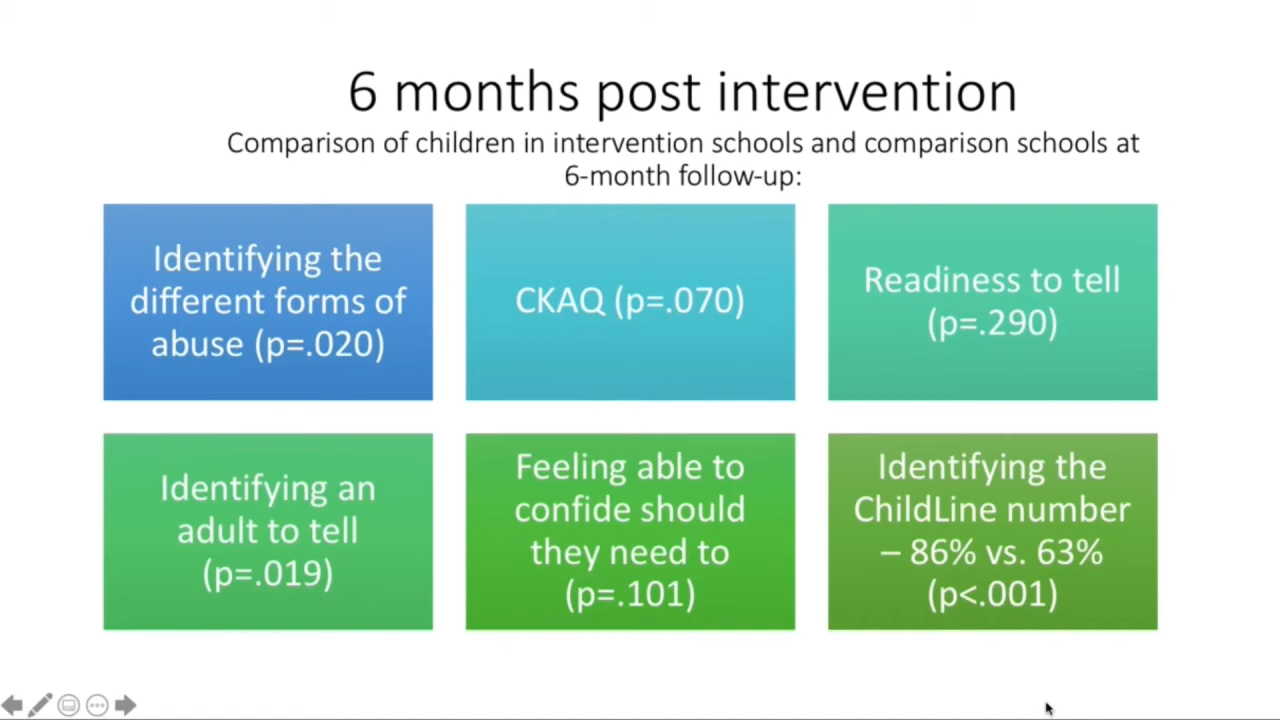 6 months post intervention
Comparison of children in intervention schools and comparison schools at
6-month follow-up:
Identifying the
different forms of
abuse (p=.020)
CKAQ (p=.070)
Readiness to tell
(p=.290)
Identifying an
adult to tell
(p=.019)
Feeling able to
confide should
they need to
(p=.101)
Identifying the
ChildLine number
– 86% vs. 63%
(p<.001)